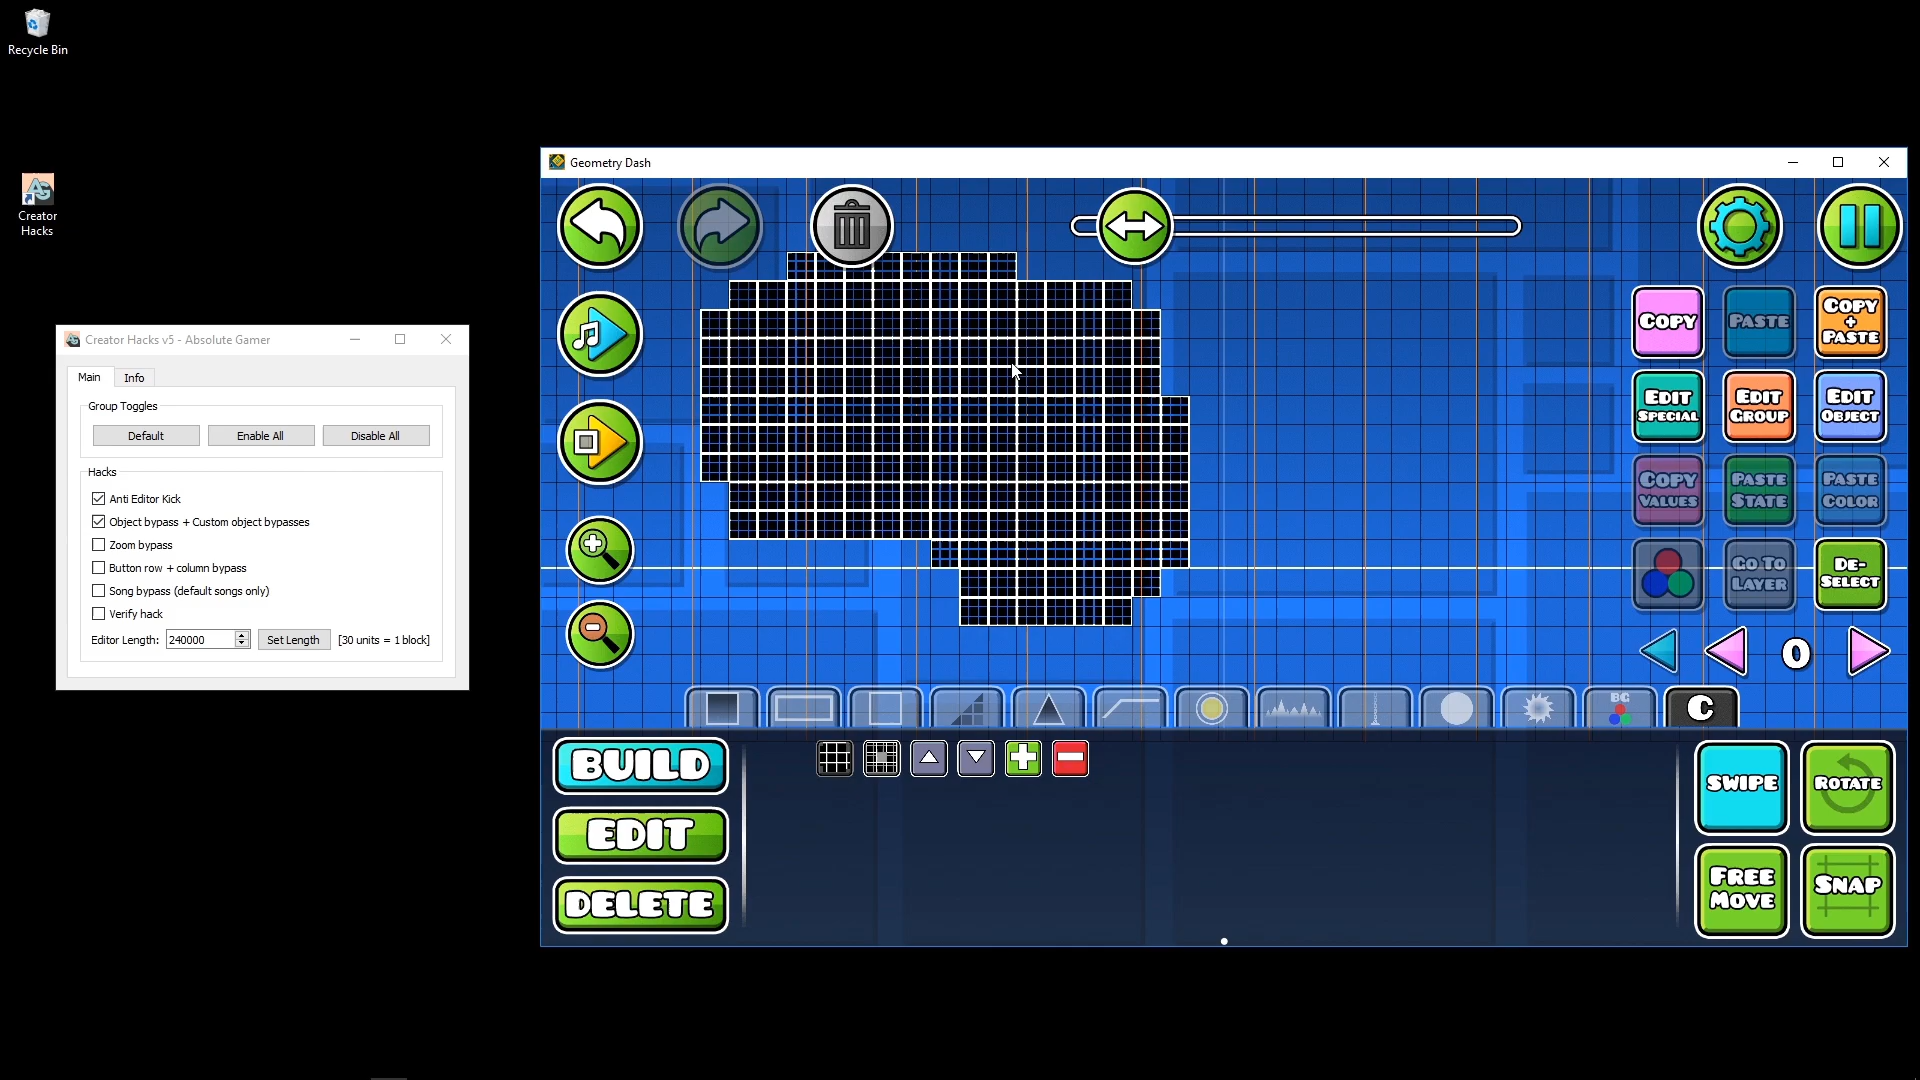 Recycle Bin
Creator
Hacks
Creator Hacks v5 - Absolute Gamer
Main
Info
Group Toggles
Default
Enable All
Disable All
Hacks
Anti Editor Kick
Object bypass + Custom object bypasses
Zoom bypass
Button row + column bypass
Song bypass (default songs only)
Verify hack
Editor Length:
240000
Set Length
[30 units = 1 block]
Geometry Dash
COPY
PASTE
COPY
+
PASTE
EDIT
SPECIAL
EDIT
GROUP
EDIT
OBJECT
COPY
VALUES
PASTE
STATE
PASTE
COLOR
GO TO
LAYER
DE-
SELECT
0
BG
C
BUILD
EDIT
DELETE
SWIPE
ROTATE
FREE
MOVE
SNAP